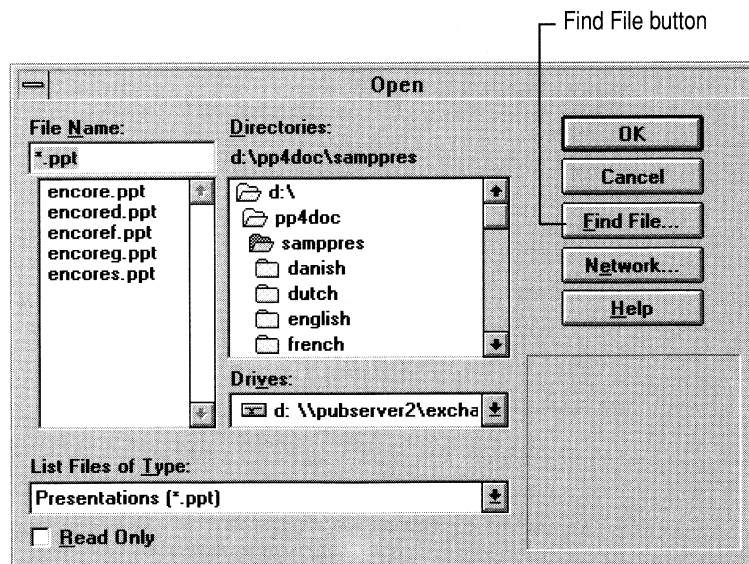 Find File button
Open
File Name:
*.ppt
encore.ppt
encored.ppt
encoref.ppt
encoreg.ppt
encores.ppt
Directories:
d:\pp4doc\samppres
d:\
pp4doc
samppres
danish
dutch
english
french
Drives:
d: \\pubserver2\excha
List Files of Type:
Presentations (*.ppt)
Read Only
OK
Cancel
Find File...
Network...
Help